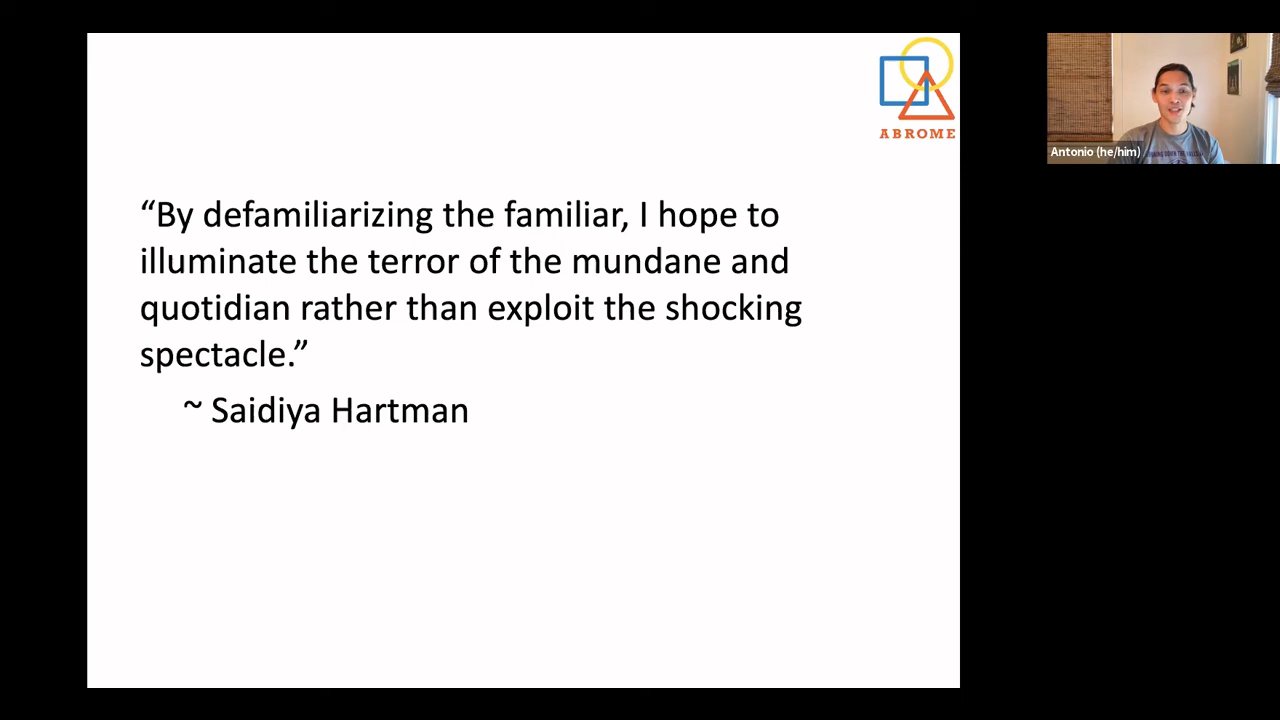 ABROME
“By defamiliarizing the familiar, I hope to
illuminate the terror of the mundane and
quotidian rather than exploit the shocking
spectacle.”
~ Saidiya Hartman
Antonio (he/him)